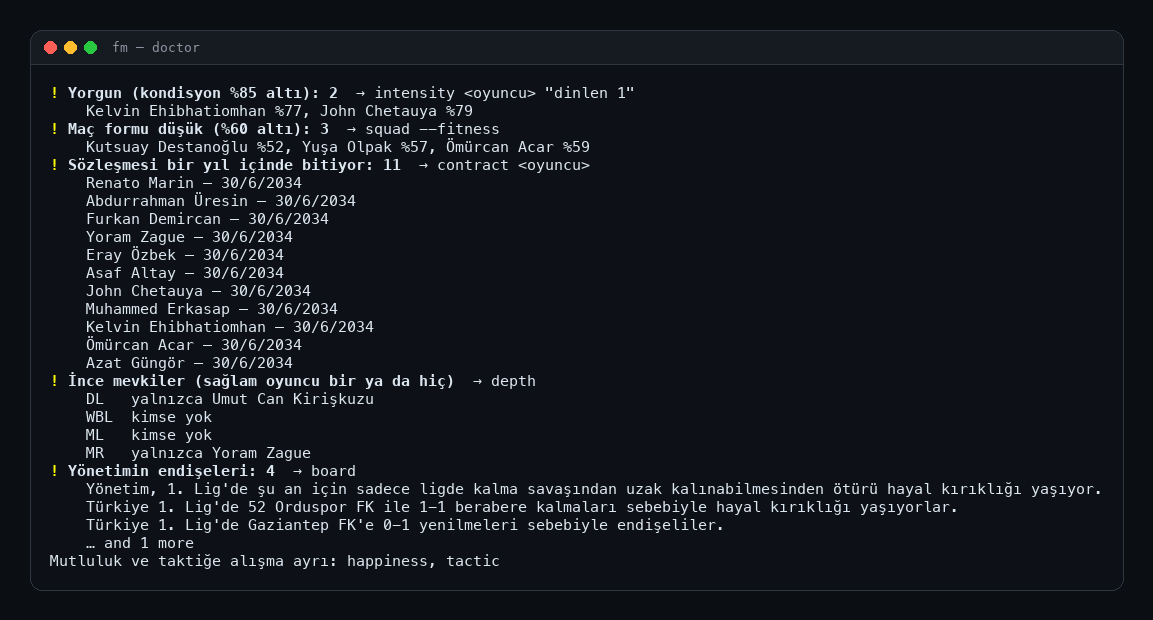 fm — doctor
! Yorgun (kondisyon %85 altı): 2  → intensity <oyuncu> "dinlen 1"
Kelvin Ehibhatiomhan %77, John Chetauya %79
! Maç formu düşük (%60 altı): 3  → squad --fitness
Kutsuay Destanoğlu %52, Yuşa Olpak %57, Ömürcan Acar %59
! Sözleşmesi bir yıl içinde bitiyor: 11  → contract <oyuncu>
Renato Marin — 30/6/2034
Abdurrahman Üresin — 30/6/2034
Furkan Demircan — 30/6/2034
Yoram Zague — 30/6/2034
Eray Özbek — 30/6/2034
Asaf Altay — 30/6/2034
John Chetauya — 30/6/2034
Muhammed Erkasap — 30/6/2034
Kelvin Ehibhatiomhan — 30/6/2034
Ömürcan Acar — 30/6/2034
Azat Güngör — 30/6/2034
! İnce mevkiler (sağlam oyuncu bir ya da hiç)  → depth
DL   yalnızca Umut Can Kirişkuzu
WBL  kimse yok
ML   kimse yok
MR   yalnızca Yoram Zague
! Yönetimin endişeleri: 4  → board
Yönetim, 1. Lig'de şu an için sadece ligde kalma savaşından uzak kalınabilmesinden ötürü hayal kırıklığı yaşıyor.
Türkiye 1. Lig'de 52 Orduspor FK ile 1-1 berabere kalmaları sebebiyle hayal kırıklığı yaşıyorlar.
Türkiye 1. Lig'de Gaziantep FK'e 0-1 yenilmeleri sebebiyle endişeliler.
… and 1 more
Mutluluk ve taktiğe alışma ayrı: happiness, tactic